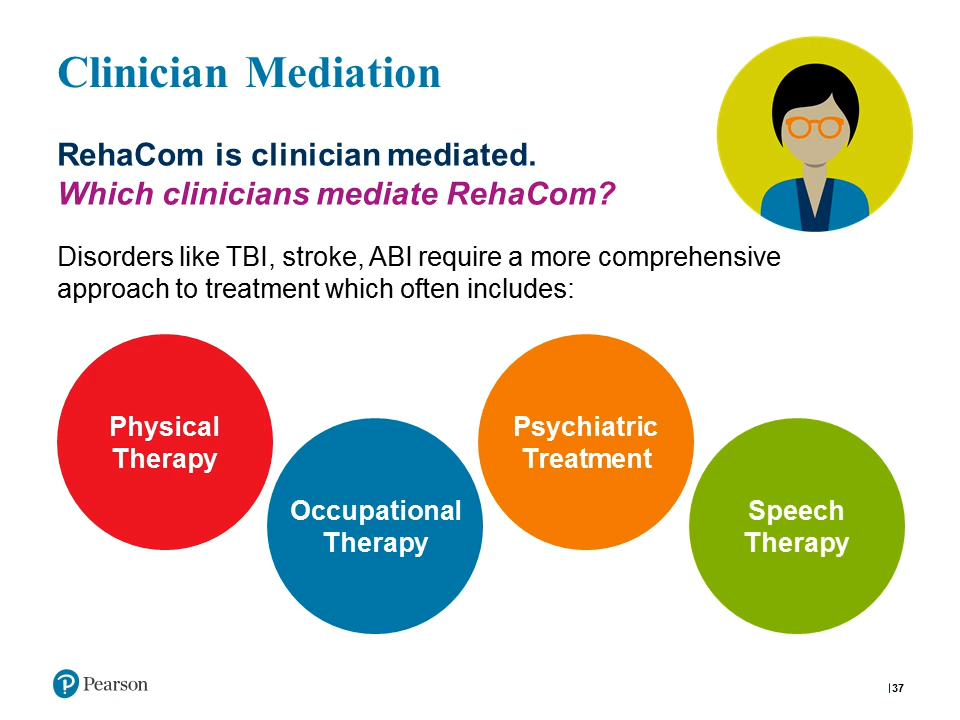 Clinician Mediation
RehaCom is clinician mediated.
Which clinicians mediate RehaCom?
Disorders like TBI, stroke, ABI require a more comprehensive
approach to treatment which often includes:
Physical
Therapy
Occupational
Therapy
Psychiatric
Treatment
Speech
Therapy
P Pearson
|37